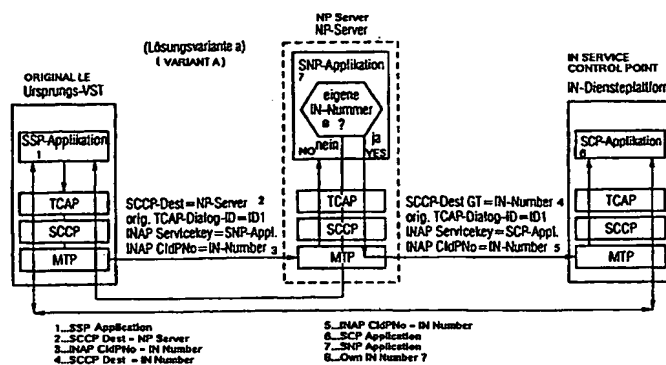 NP Server
NP-Server
(Lösungsvariante a)
( VARIANT A)
SNP-Applikation
7
eigene
IN-Nummer
8 ?
nein
ja
NO
YES
TCAP
SCCP
MTP
ORIGINAL LE
Ursprungs-VST
SSP-Applikation
1
TCAP
SCCP
MTP
SCCP-Dest=NP-Server 2
orig. TCAP-Dialog-ID=ID1
INAP Servicekey=SNP-Appl.
INAP CldPNo=IN-Number 3
SCCP-Dest GT=IN-Number 4
orig. TCAP-Dialog-ID=ID1
INAP Servicekey=SCP-Appl.
INAP CldPNo=IN-Number 5
IN SERVICE
CONTROL POINT
IN-Diensteplattform
SCP-Applikation
6
TCAP
SCCP
MTP
1...SSP Application
2...SCCP Dest - NP Server
3...INAP CldPNo - IN Number
4...SCCP Dest - IN Number
5...INAP CldPNo - IN Number
6...SCP Application
7...SNP Application
8...Own IN Number ?